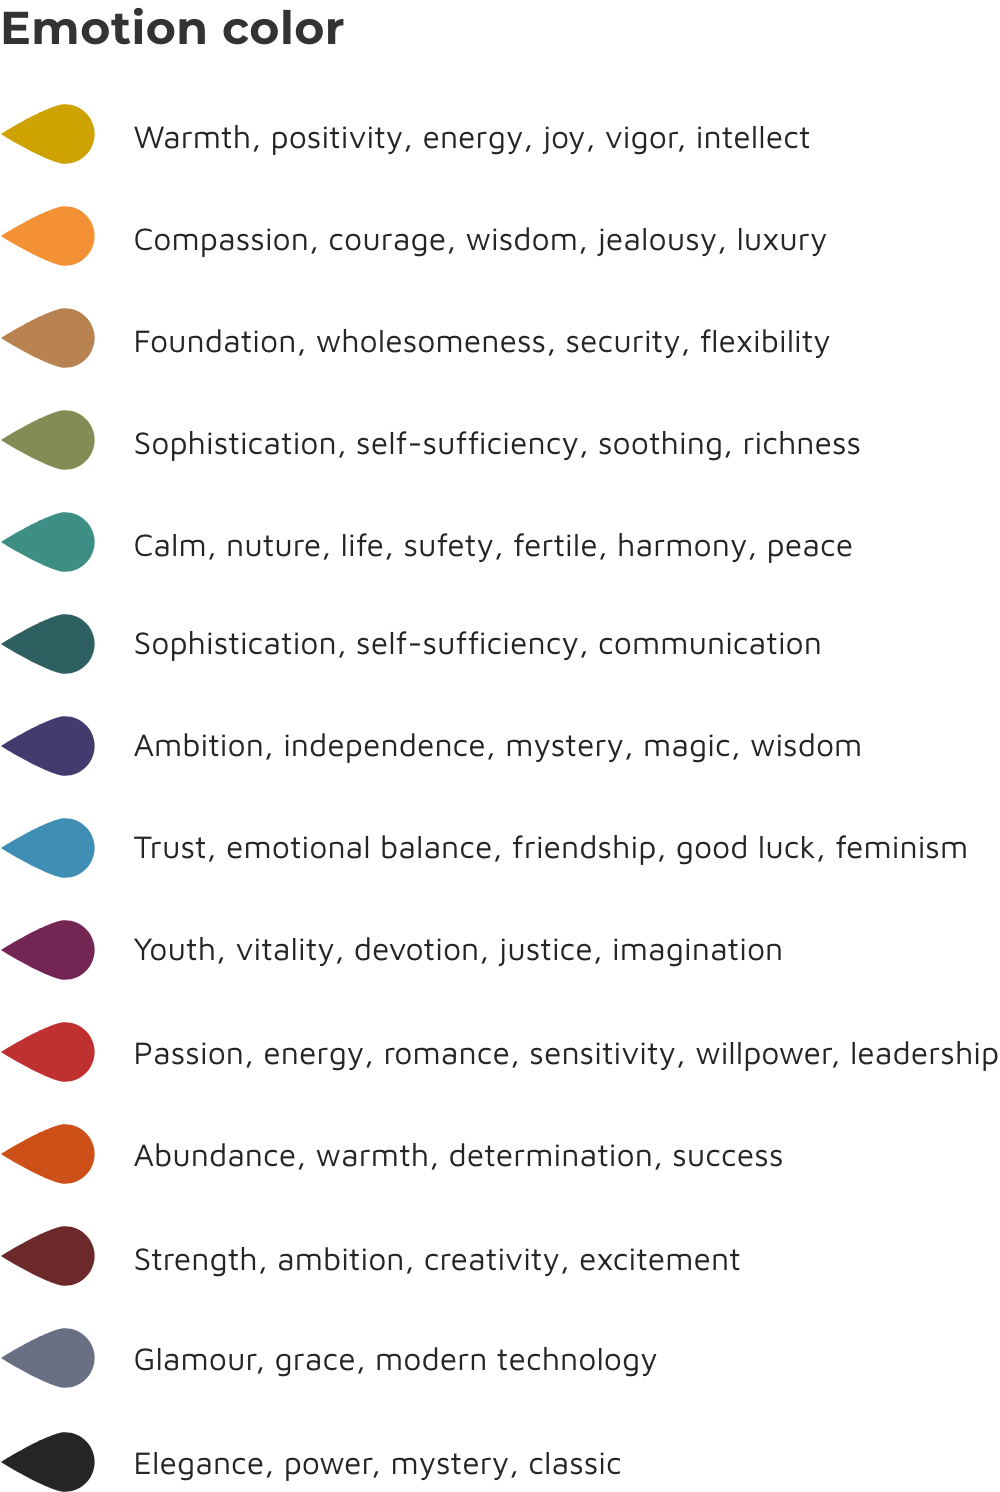 Emotion color
Warmth, positivity, energy, joy, vigor, intellect
Compassion, courage, wisdom, jealousy, luxury
Foundation, wholesomeness, security, flexibility
Sophistication, self-sufficiency, soothing, richness
Calm, nuture, life, sufety, fertile, harmony, peace
Sophistication, self-sufficiency, communication
Ambition, independence, mystery, magic, wisdom
Trust, emotional balance, friendship, good luck, feminism
Youth, vitality, devotion, justice, imagination
Passion, energy, romance, sensitivity, willpower, leadership
Abundance, warmth, determination, success
Strength, ambition, creativity, excitement
Glamour, grace, modern technology
Elegance, power, mystery, classic